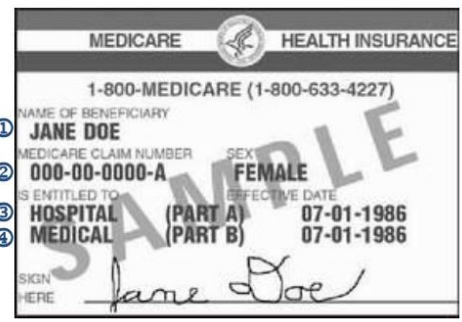 MEDICARE HEALTH INSURANCE
1-800-MEDICARE (1-800-633-4227)
① NAME OF BENEFICIARY
JANE DOE
② MEDICARE CLAIM NUMBER SEX
000-00-0000-A FEMALE
IS ENTITLED TO EFFECTIVE DATE
③ HOSPITAL (PART A) 07-01-1986
④ MEDICAL (PART B) 07-01-1986
SIGN
HERE Jane Doe
SAMPLE